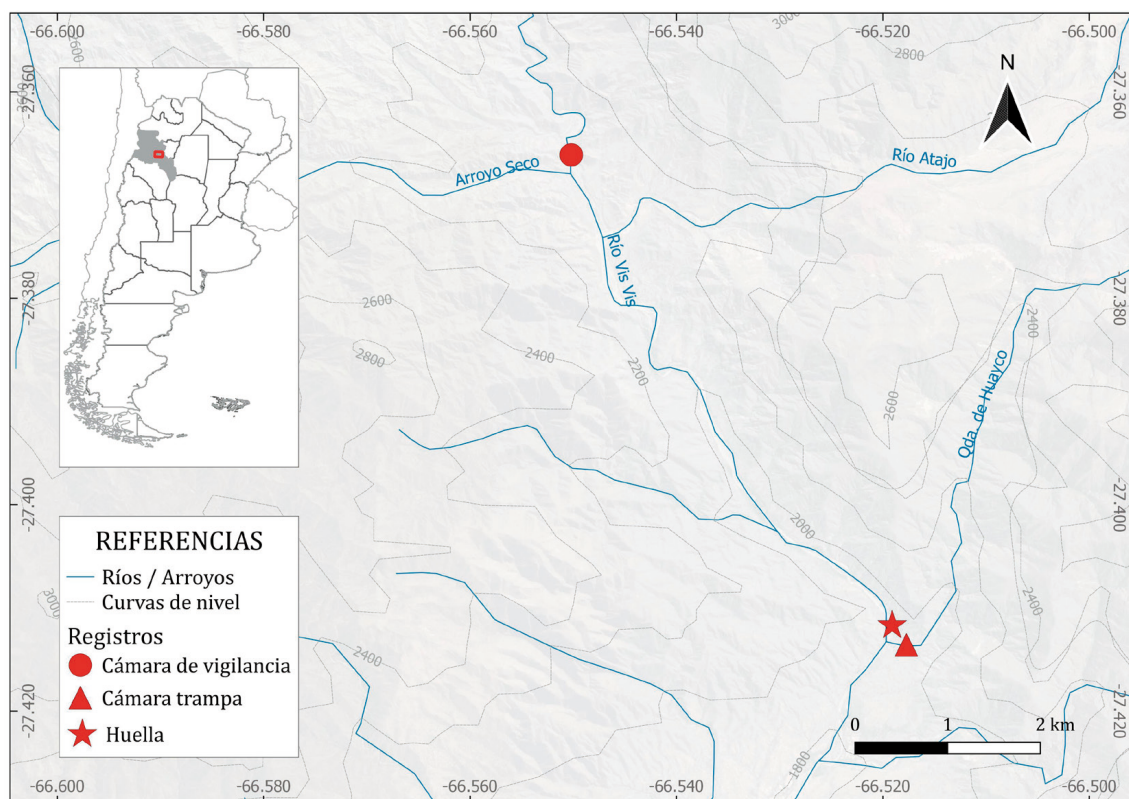 -66.600
-66.580
-66.560
-66.540
-66.520
-66.500
-27.360
-27.360
-27.380
-27.380
-27.400
-27.400
-27.420
-27.420
2600
3000
2800
N
Arroyo Seco
Río Atajo
Río Vis Vis
2600
2800
2400
2200
2600
2400
Qda. de Huayco
2000
2400
3000
2400
1800
REFERENCIAS
Ríos / Arroyos
Curvas de nivel
Registros
Cámara de vigilancia
Cámara trampa
Huella
0 1 2 km
-66.600
-66.580
-66.560
-66.540
-66.520
-66.500